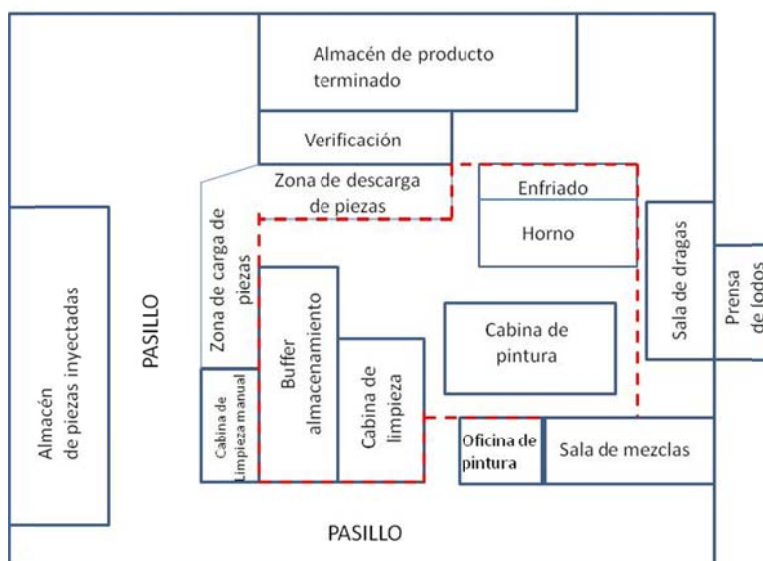 Almacén de producto
terminado
Verificación
Zona de descarga
de piezas
Enfriado
Horno
Zona de carga de
piezas
Sala de dragas
Prensa
de lodos
PASILLO
Almacén
de piezas inyectadas
Buffer
almacenamiento
Cabina de
limpieza
Cabina de
pintura
Cabina de
Limpieza manual
Oficina de
pintura
Sala de mezclas
PASILLO